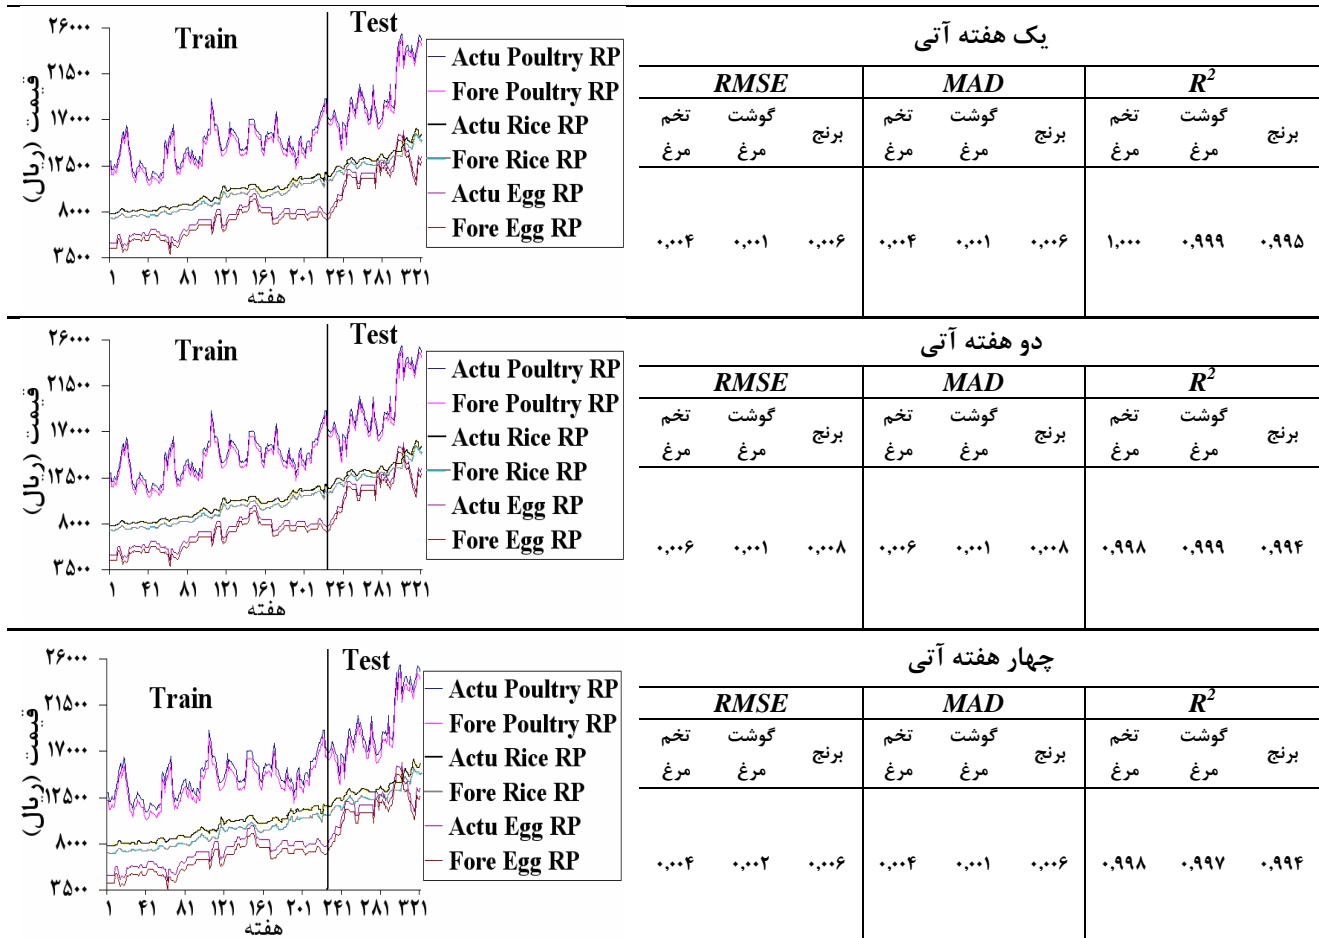 یک هفته آتی
RMSE MAD R²
تخم مرغ گوشت مرغ برنج تخم مرغ گوشت مرغ برنج تخم مرغ گوشت مرغ برنج
۰,۰۰۴ ۰,۰۰۱ ۰,۰۰۶ ۰,۰۰۴ ۰,۰۰۱ ۰,۰۰۶ ۱,۰۰۰ ۰,۹۹۹ ۰,۹۹۵
Train Test
قیمت (ریال)
۲۶۰۰۰
۲۱۵۰۰
۱۷۰۰۰
۱۲۵۰۰
۸۰۰۰
۳۵۰۰
۱ ۴۱ ۸۱ ۱۲۱ ۱۶۱ ۲۰۱ ۲۴۱ ۲۸۱ ۳۲۱
هفته
Actu Poultry RP
Fore Poultry RP
Actu Rice RP
Fore Rice RP
Actu Egg RP
Fore Egg RP
دو هفته آتی
RMSE MAD R²
تخم مرغ گوشت مرغ برنج تخم مرغ گوشت مرغ برنج تخم مرغ گوشت مرغ برنج
۰,۰۰۶ ۰,۰۰۱ ۰,۰۰۸ ۰,۰۰۶ ۰,۰۰۱ ۰,۰۰۸ ۰,۹۹۸ ۰,۹۹۹ ۰,۹۹۴
Train Test
قیمت (ریال)
۲۶۰۰۰
۲۱۵۰۰
۱۷۰۰۰
۱۲۵۰۰
۸۰۰۰
۳۵۰۰
۱ ۴۱ ۸۱ ۱۲۱ ۱۶۱ ۲۰۱ ۲۴۱ ۲۸۱ ۳۲۱
هفته
Actu Poultry RP
Fore Poultry RP
Actu Rice RP
Fore Rice RP
Actu Egg RP
Fore Egg RP
چهار هفته آتی
RMSE MAD R²
تخم مرغ گوشت مرغ برنج تخم مرغ گوشت مرغ برنج تخم مرغ گوشت مرغ برنج
۰,۰۰۴ ۰,۰۰۲ ۰,۰۰۶ ۰,۰۰۴ ۰,۰۰۱ ۰,۰۰۶ ۰,۹۹۸ ۰,۹۹۷ ۰,۹۹۴
Train Test
قیمت (ریال)
۲۶۰۰۰
۲۱۵۰۰
۱۷۰۰۰
۱۲۵۰۰
۸۰۰۰
۳۵۰۰
۱ ۴۱ ۸۱ ۱۲۱ ۱۶۱ ۲۰۱ ۲۴۱ ۲۸۱ ۳۲۱
هفته
Actu Poultry RP
Fore Poultry RP
Actu Rice RP
Fore Rice RP
Actu Egg RP
Fore Egg RP